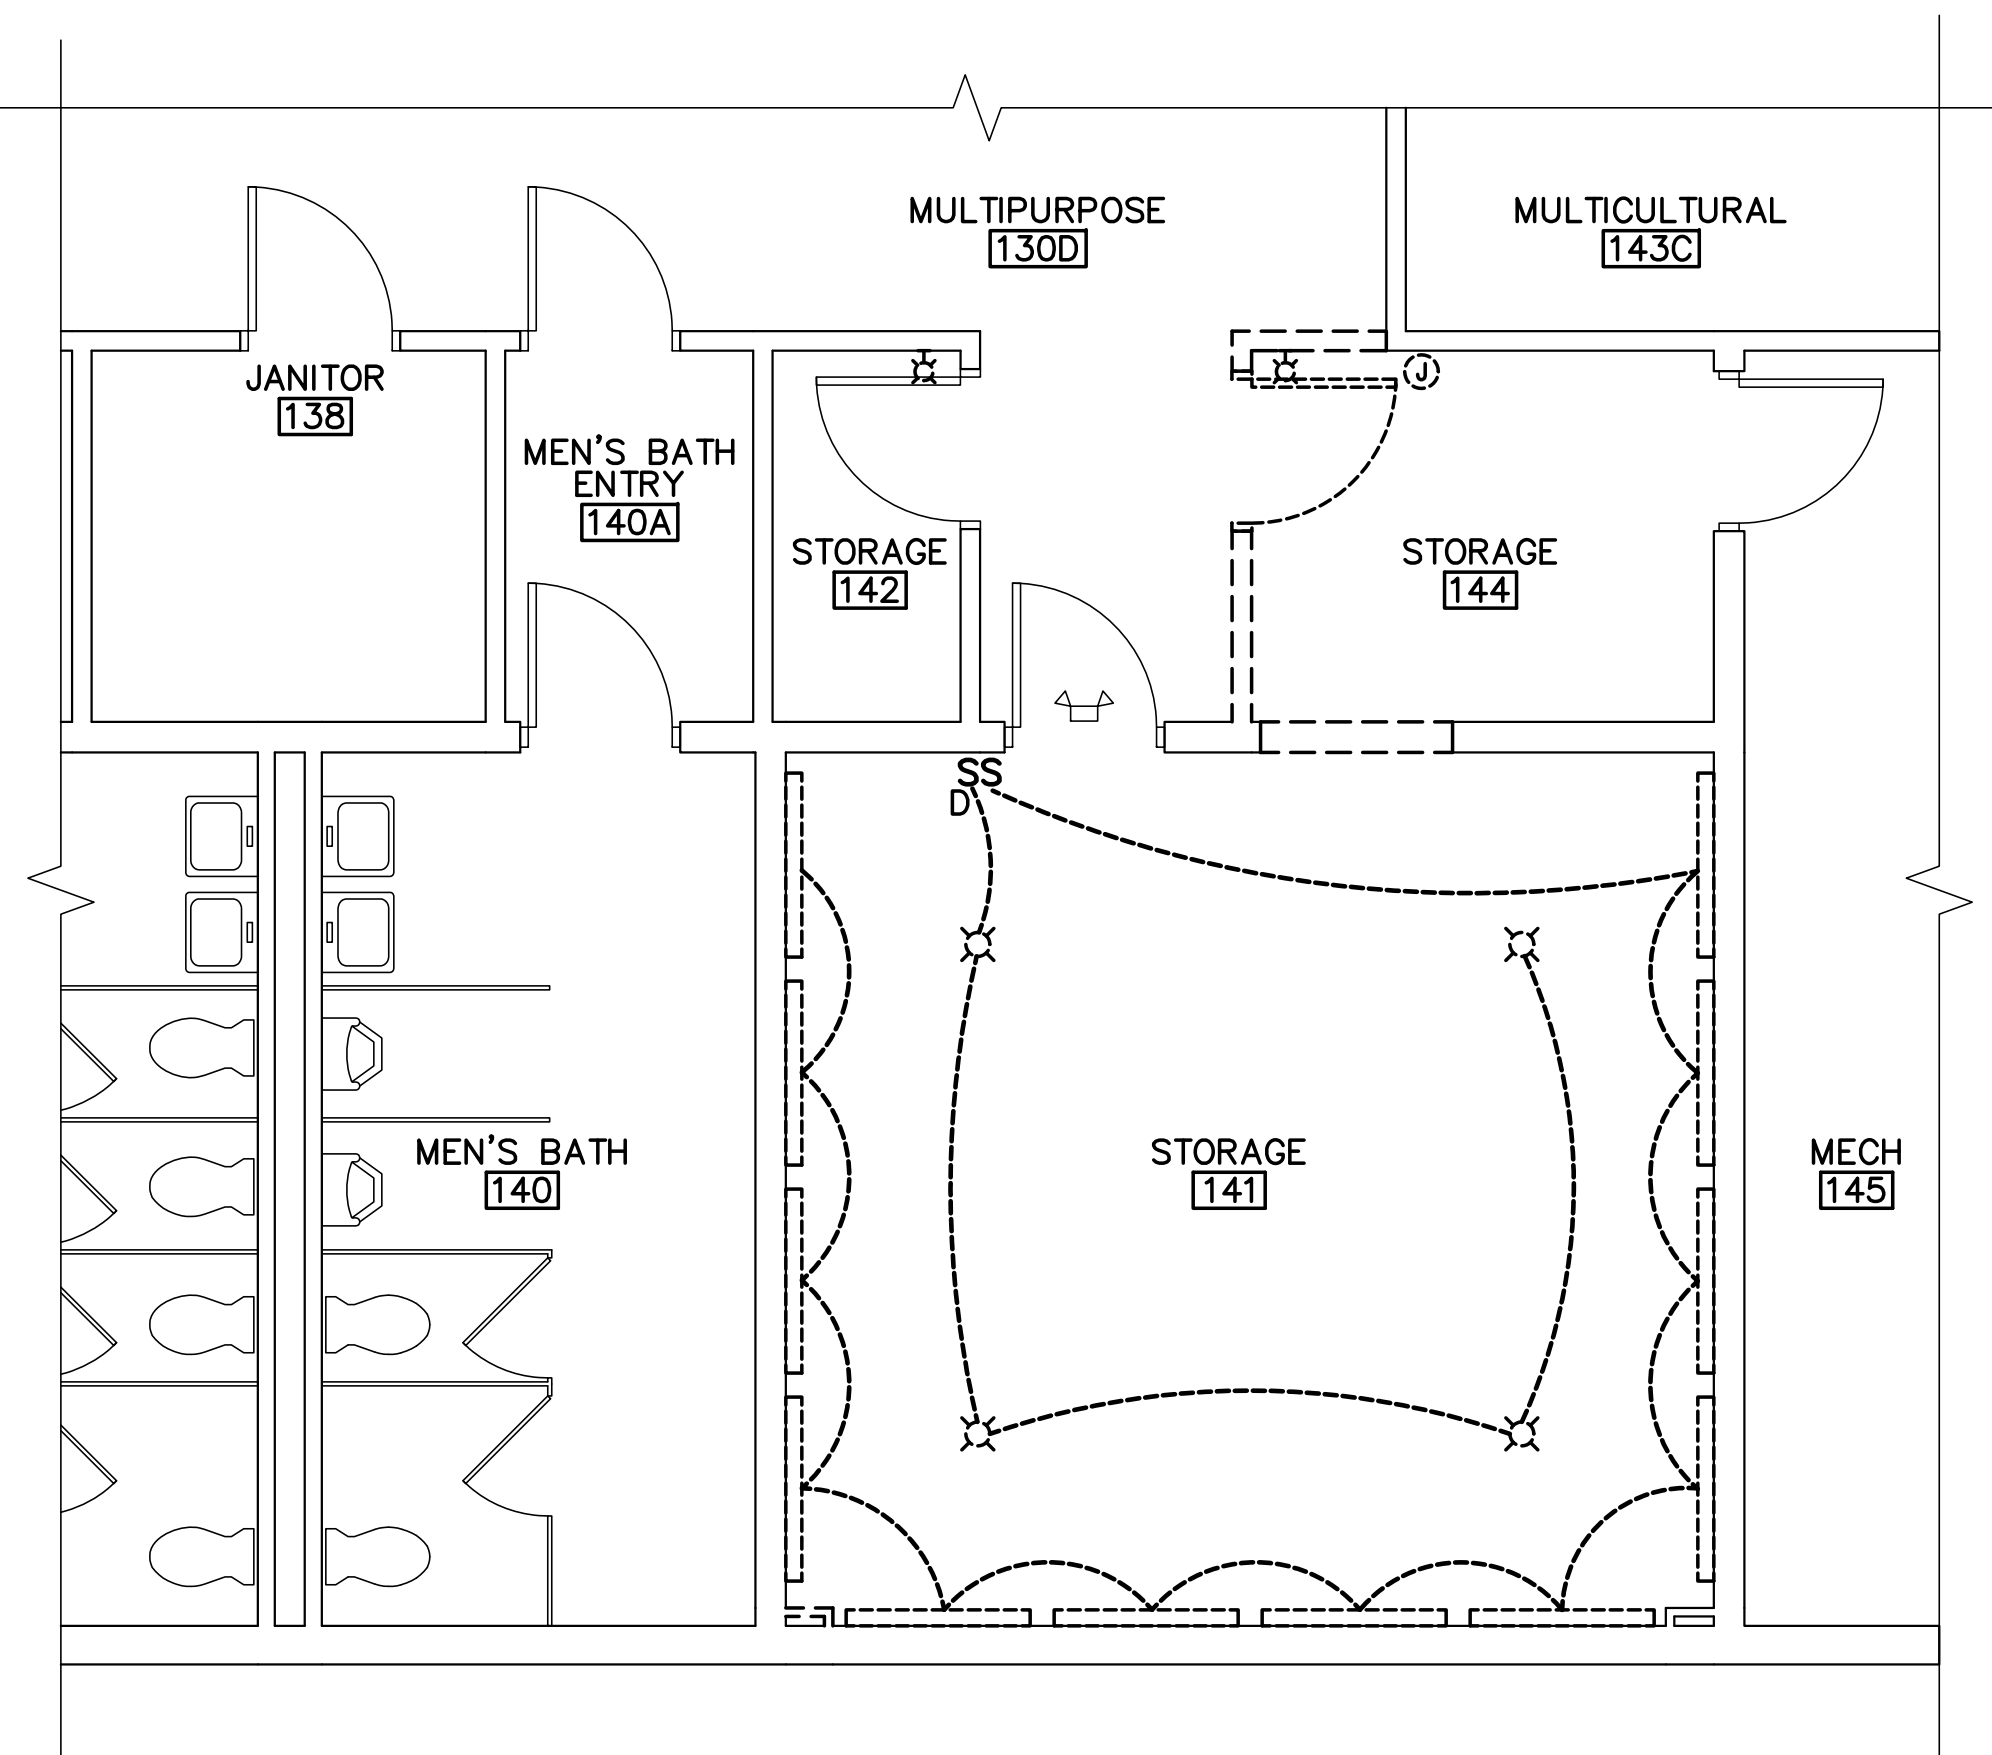 MULTIPURPOSE
130D
MULTICULTURAL
143C
JANITOR
138
J
MEN'S BATH
ENTRY
140A
STORAGE
142
STORAGE
144
SS
D
MEN'S BATH
140
STORAGE
141
MECH
145